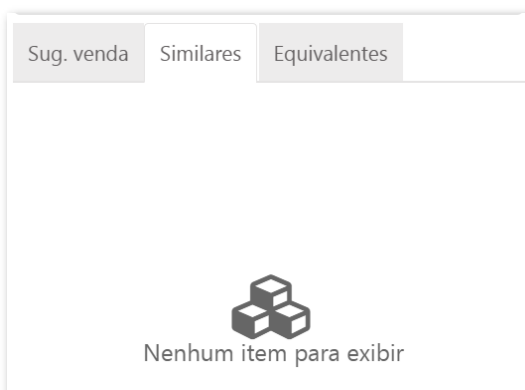 Sug. venda Similares Equivalentes
Nenhum item para exibir